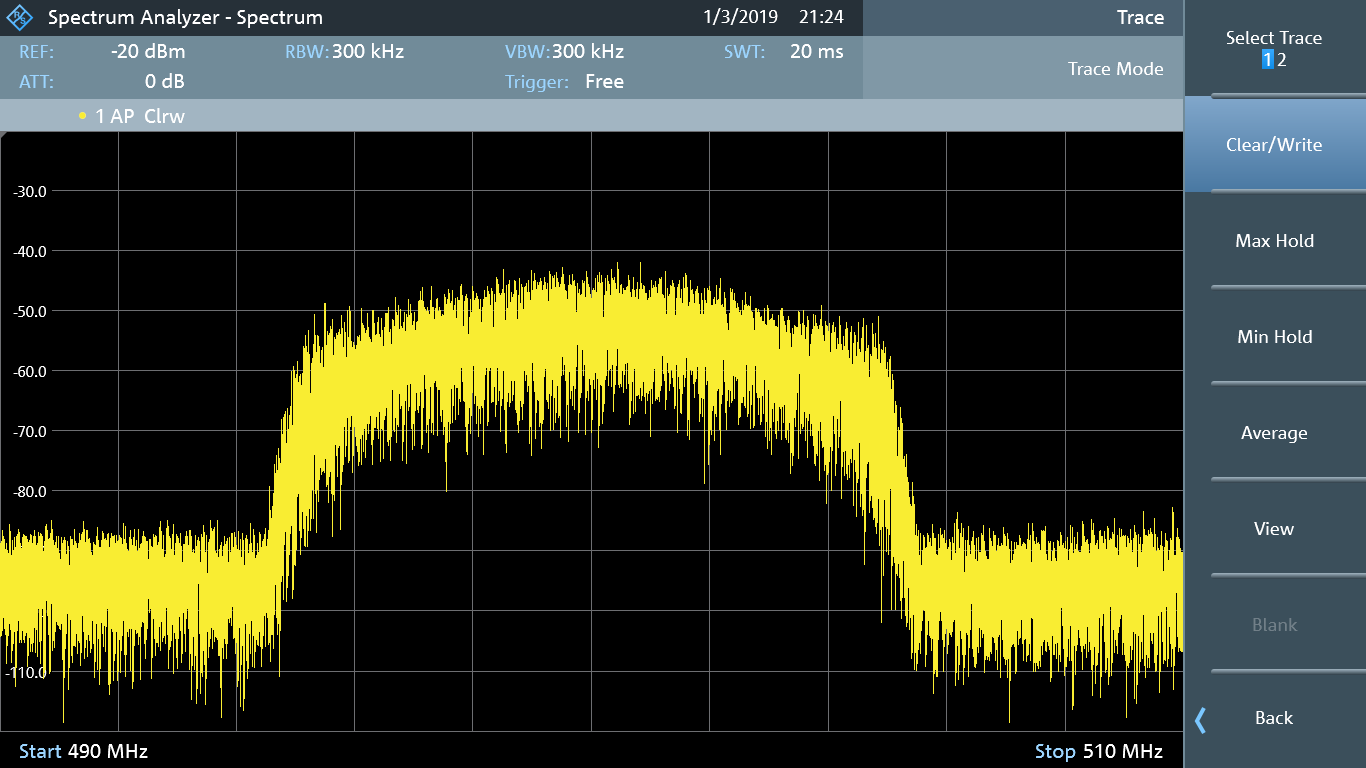 Spectrum Analyzer - Spectrum 1/3/2019 21:24 Trace
REF: -20 dBm RBW: 300 kHz VBW: 300 kHz SWT: 20 ms
ATT: 0 dB Trigger: Free
Trace Mode
1 AP Clrw
-30.0
-40.0
-50.0
-60.0
-70.0
-80.0
-110.0
Start 490 MHz Stop 510 MHz
Select Trace
1 2
Clear/Write
Max Hold
Min Hold
Average
View
Blank
Back